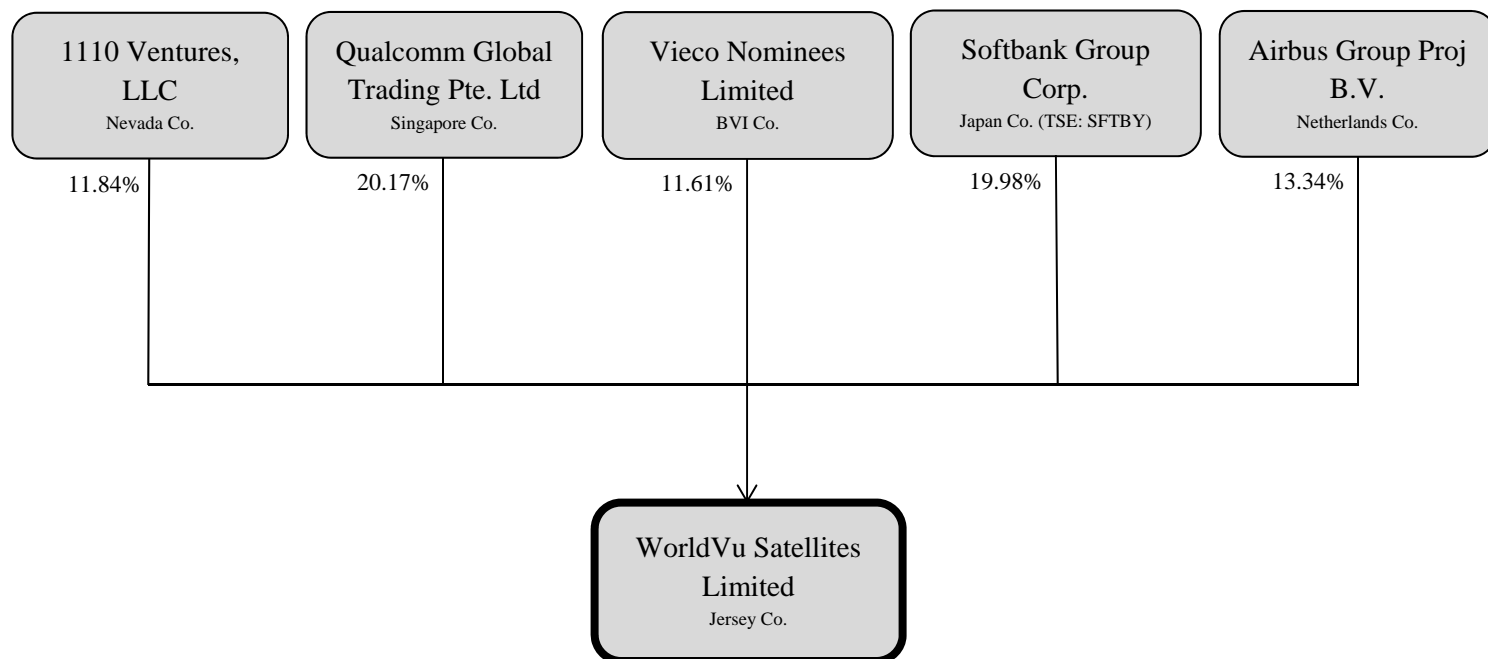 1110 Ventures,
LLC
Nevada Co.
Qualcomm Global
Trading Pte. Ltd
Singapore Co.
Vieco Nominees
Limited
BVI Co.
Softbank Group
Corp.
Japan Co. (TSE: SFTBY)
Airbus Group Proj
B.V.
Netherlands Co.
11.84%
20.17%
11.61%
19.98%
13.34%
WorldVu Satellites
Limited
Jersey Co.